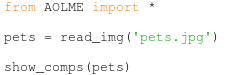 from AOLME import *
pets = read_img('pets.jpg')
show_comps(pets)